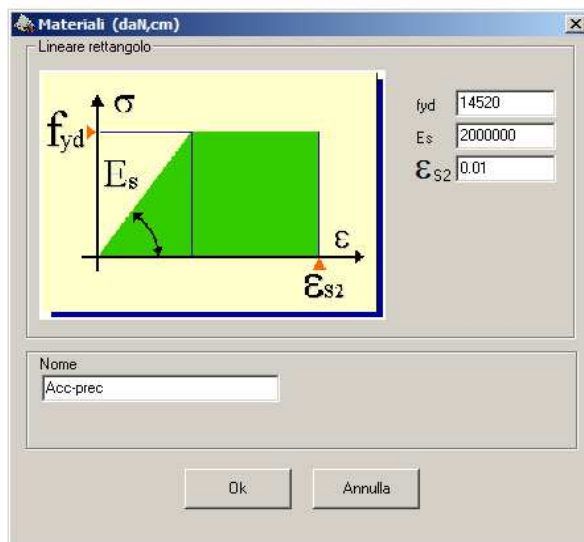 Materiali (daN,cm)
Lineare rettangolo
σ
fyd
Es
ε
εS2
fyd 14520
Es 2000000
εS2 0.01
Nome
Acc-prec
Ok Annulla